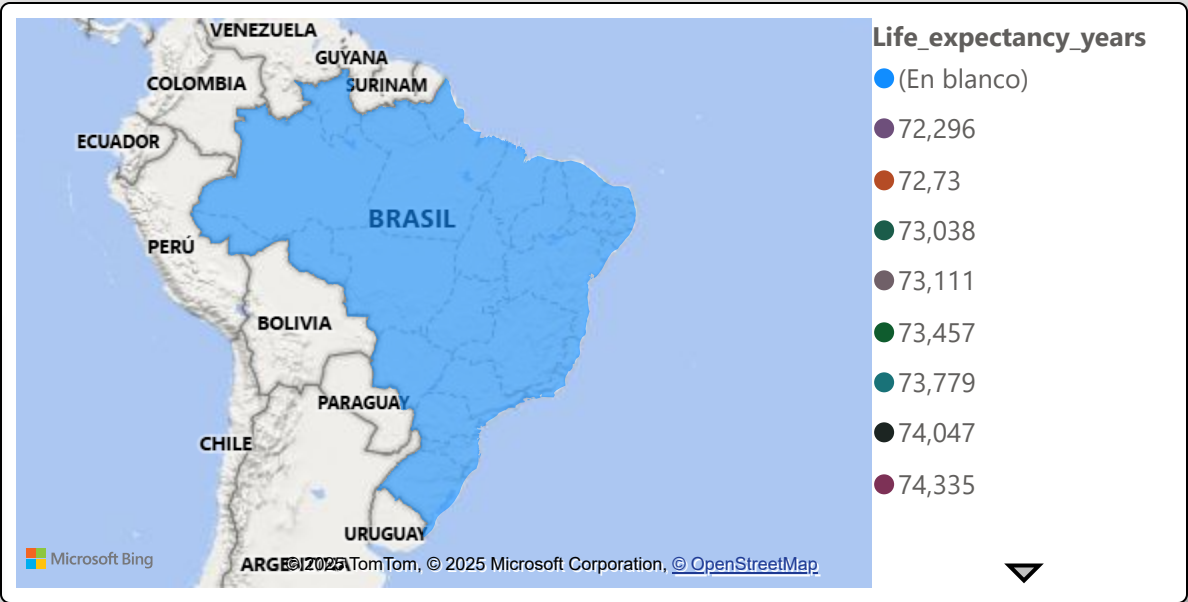 VENEZUELA
GUYANA
COLOMBIA
SURINAM
ECUADOR
BRASIL
PERÚ
BOLIVIA
PARAGUAY
CHILE
URUGUAY
ARGENTINA
Microsoft Bing
© 2025 TomTom, © 2025 Microsoft Corporation, © OpenStreetMap
Life_expectancy_years
(En blanco)
72,296
72,73
73,038
73,111
73,457
73,779
74,047
74,335